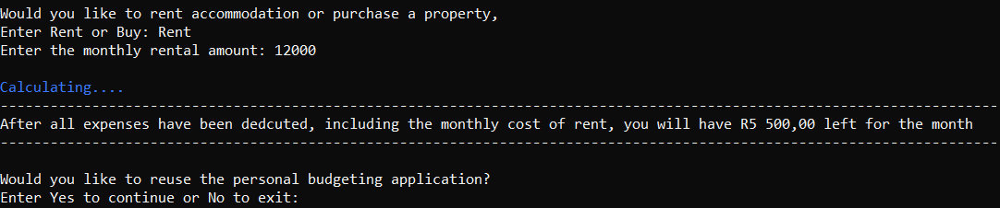 Would you like to rent accommodation or purchase a property,
Enter Rent or Buy: Rent
Enter the monthly rental amount: 12000
Calculating....
------------------------------------------------------------------------------------------------------------------------
After all expenses have been dedcuted, including the monthly cost of rent, you will have R5 500,00 left for the month
------------------------------------------------------------------------------------------------------------------------
Would you like to reuse the personal budgeting application?
Enter Yes to continue or No to exit: